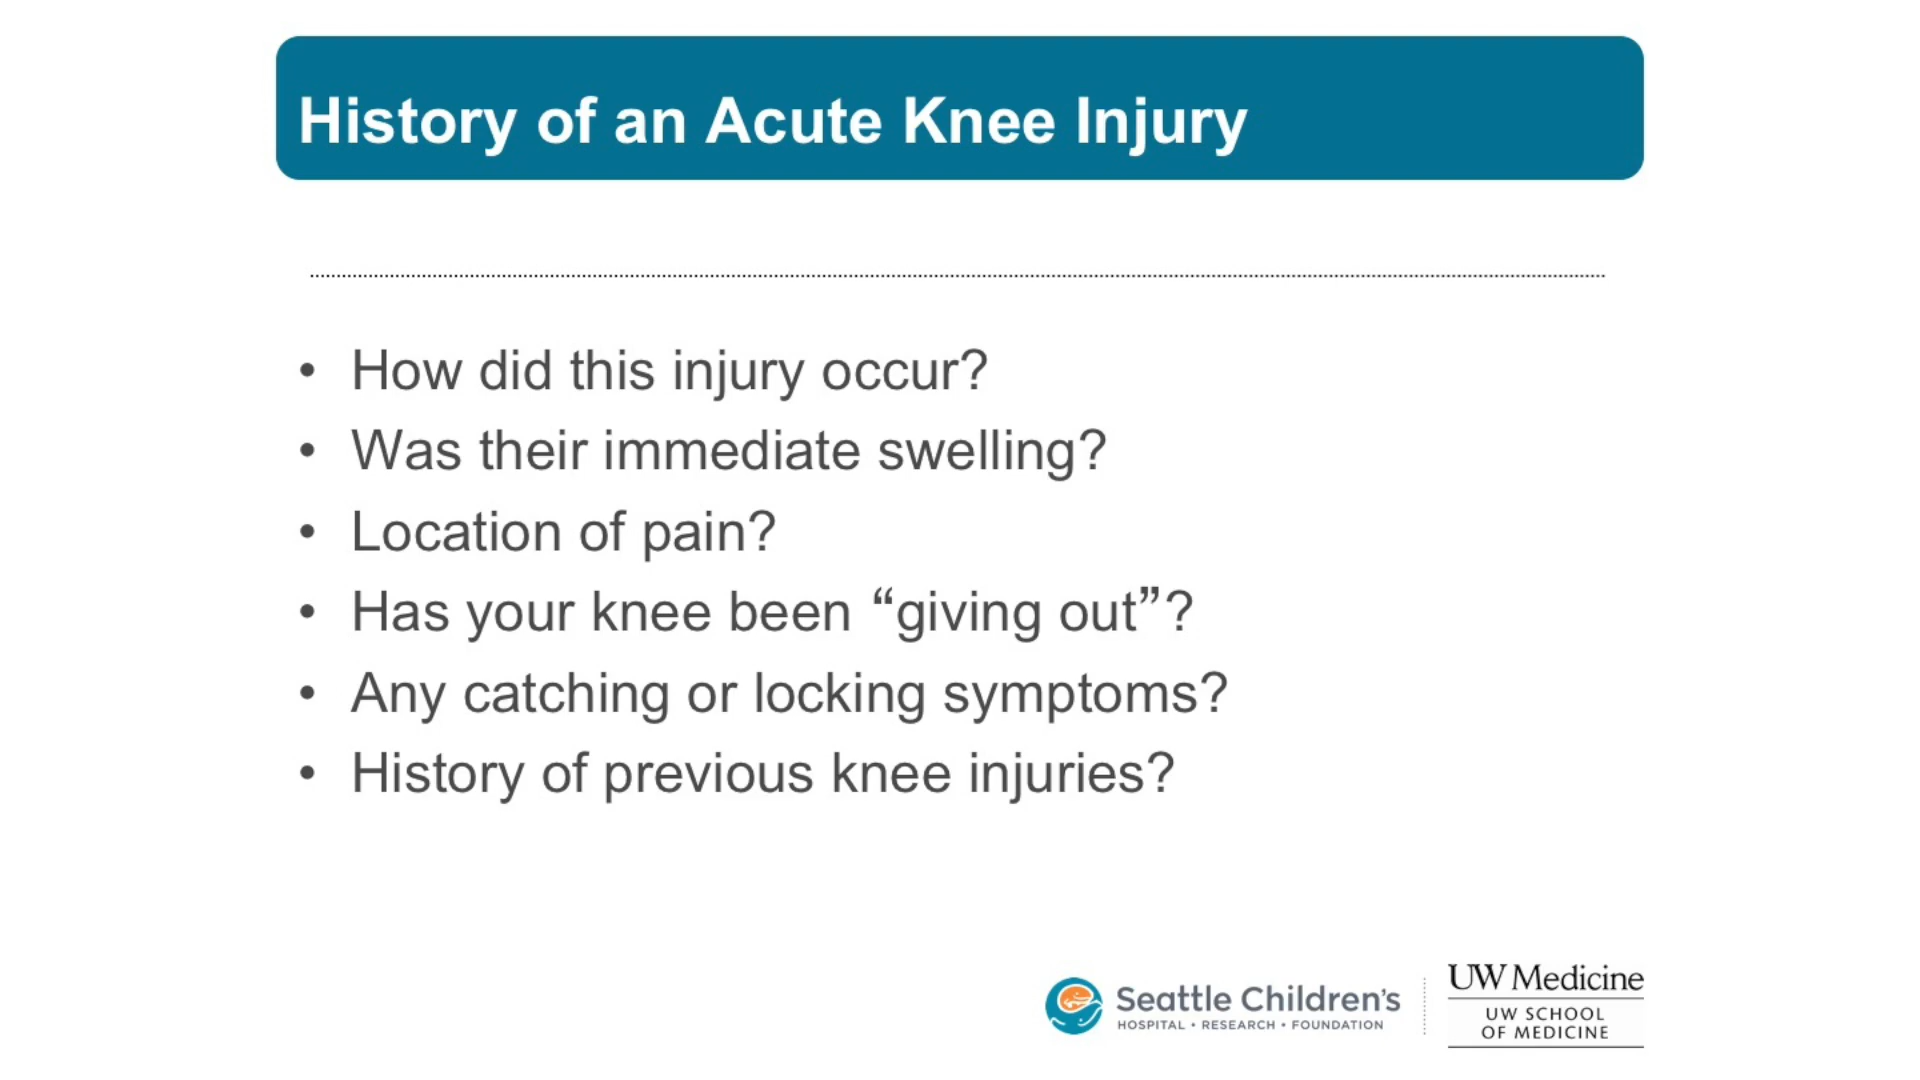 History of an Acute Knee Injury
• How did this injury occur?
• Was their immediate swelling?
• Location of pain?
• Has your knee been “giving out”?
• Any catching or locking symptoms?
• History of previous knee injuries?
Seattle Children's
HOSPITAL • RESEARCH • FOUNDATION
UW Medicine
UW SCHOOL
OF MEDICINE